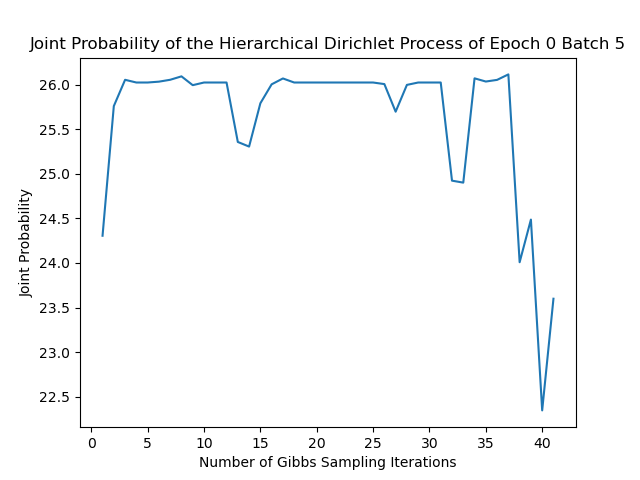 Joint Probability of the Hierarchical Dirichlet Process of Epoch 0 Batch 5
26.0
25.5
25.0
24.5
24.0
23.5
23.0
22.5
Joint Probability
0 5 10 15 20 25 30 35 40
Number of Gibbs Sampling Iterations